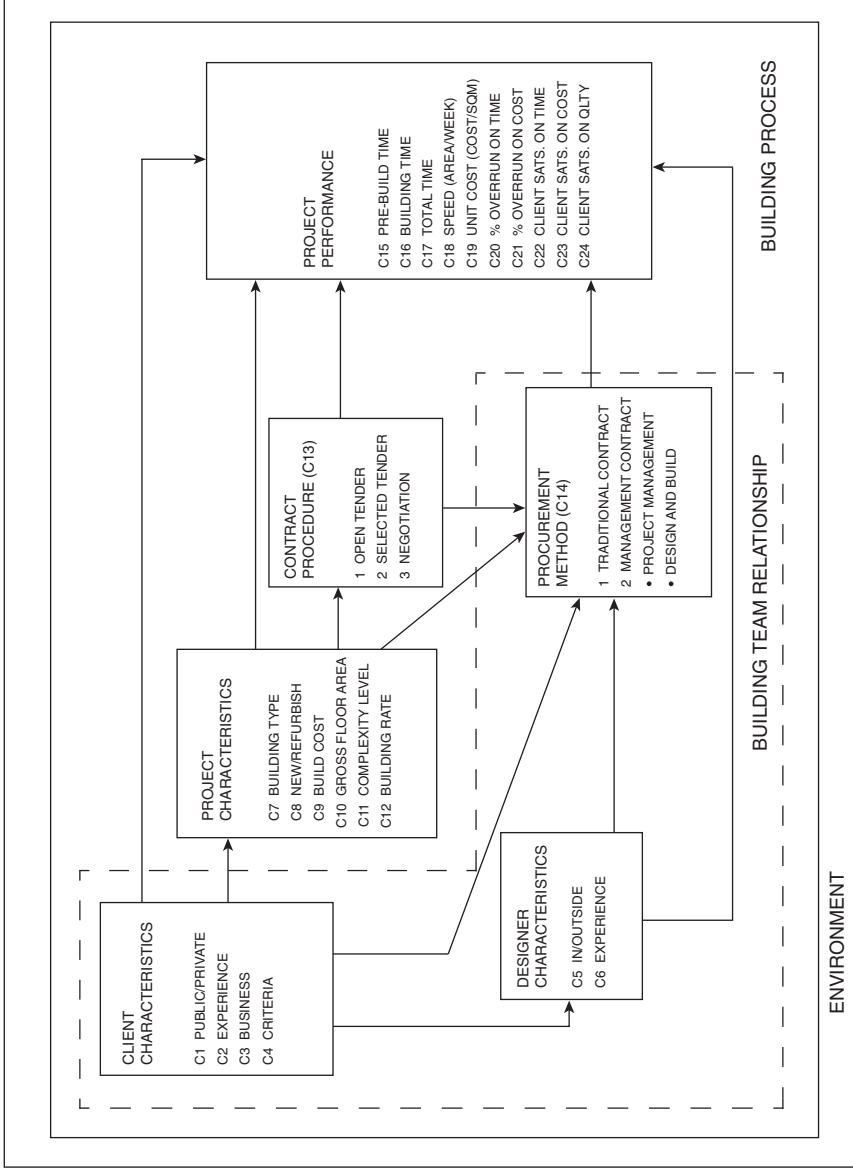 CLIENT
CHARACTERISTICS
C1 PUBLIC/PRIVATE
C2 EXPERIENCE
C3 BUSINESS
C4 CRITERIA
PROJECT
CHARACTERISTICS
C7 BUILDING TYPE
C8 NEW/REFURBISH
C9 BUILD COST
C10 GROSS FLOOR AREA
C11 COMPLEXITY LEVEL
C12 BUILDING RATE
CONTRACT
PROCEDURE (C13)
1 OPEN TENDER
2 SELECTED TENDER
3 NEGOTIATION
PROJECT
PERFORMANCE
C15 PRE-BUILD TIME
C16 BUILDING TIME
C17 TOTAL TIME
C18 SPEED (AREA/WEEK)
C19 UNIT COST (COST/SQM)
C20 % OVERRUN ON TIME
C21 % OVERRUN ON COST
C22 CLIENT SATS. ON TIME
C23 CLIENT SATS. ON COST
C24 CLIENT SATS. ON QLTY
DESIGNER
CHARACTERISTICS
C5 IN/OUTSIDE
C6 EXPERIENCE
PROCUREMENT
METHOD (C14)
1 TRADITIONAL CONTRACT
2 MANAGEMENT CONTRACT
• PROJECT MANAGEMENT
• DESIGN AND BUILD
BUILDING TEAM RELATIONSHIP
BUILDING PROCESS
ENVIRONMENT